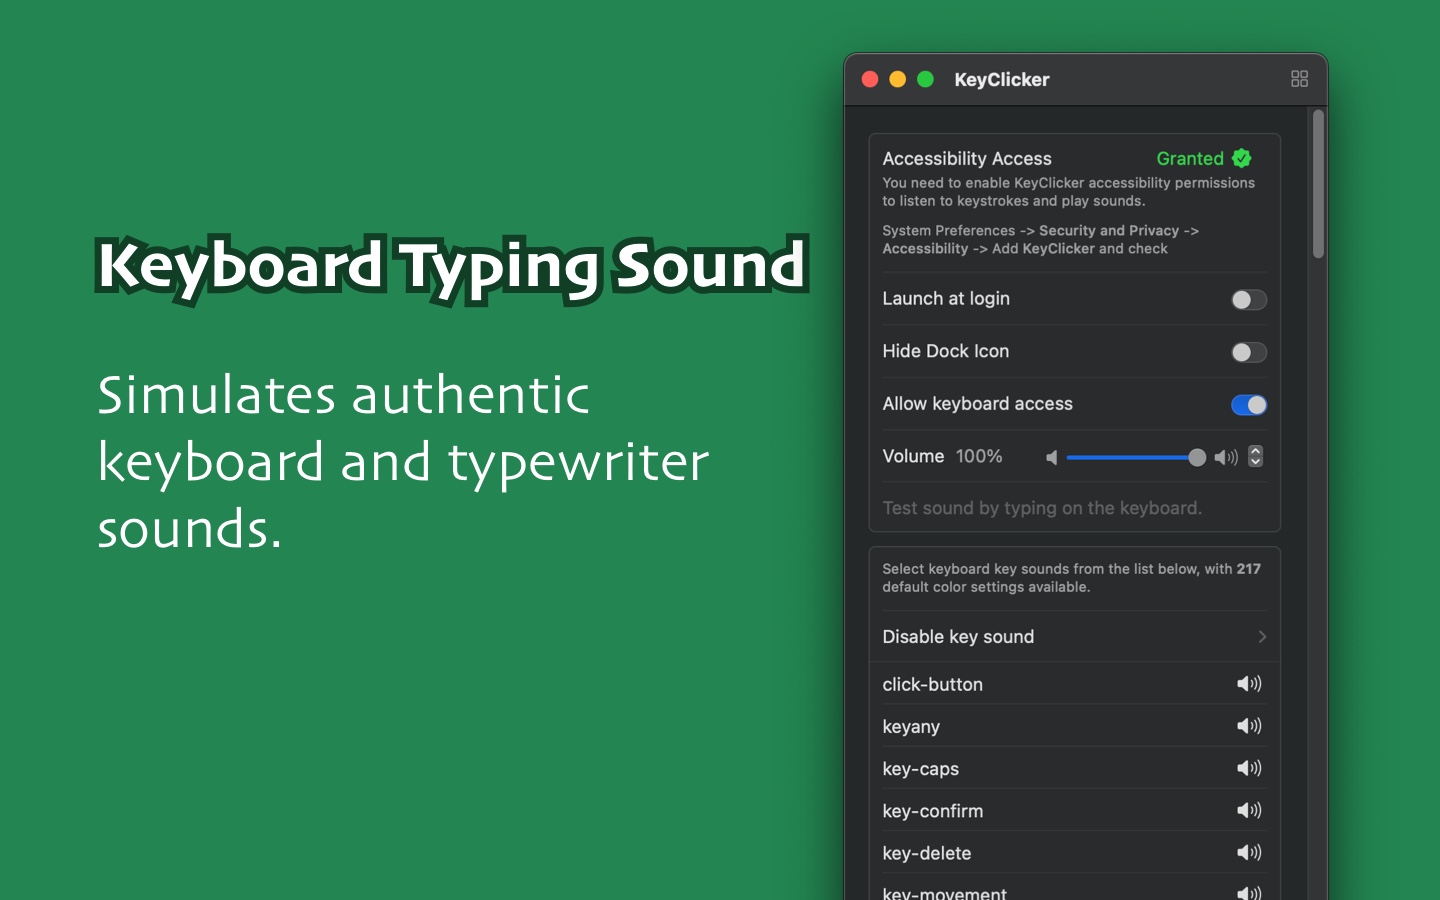 Keyboard Typing Sound
Simulates authentic
keyboard and typewriter
sounds.
KeyClicker
Accessibility Access
Granted
You need to enable KeyClicker accessibility permissions
to listen to keystrokes and play sounds.
System Preferences -> Security and Privacy ->
Accessibility -> Add KeyClicker and check
Launch at login
Hide Dock Icon
Allow keyboard access
Volume 100%
Test sound by typing on the keyboard.
Select keyboard key sounds from the list below, with 217
default color settings available.
Disable key sound
click-button
keyany
key-caps
key-confirm
key-delete
key-movement